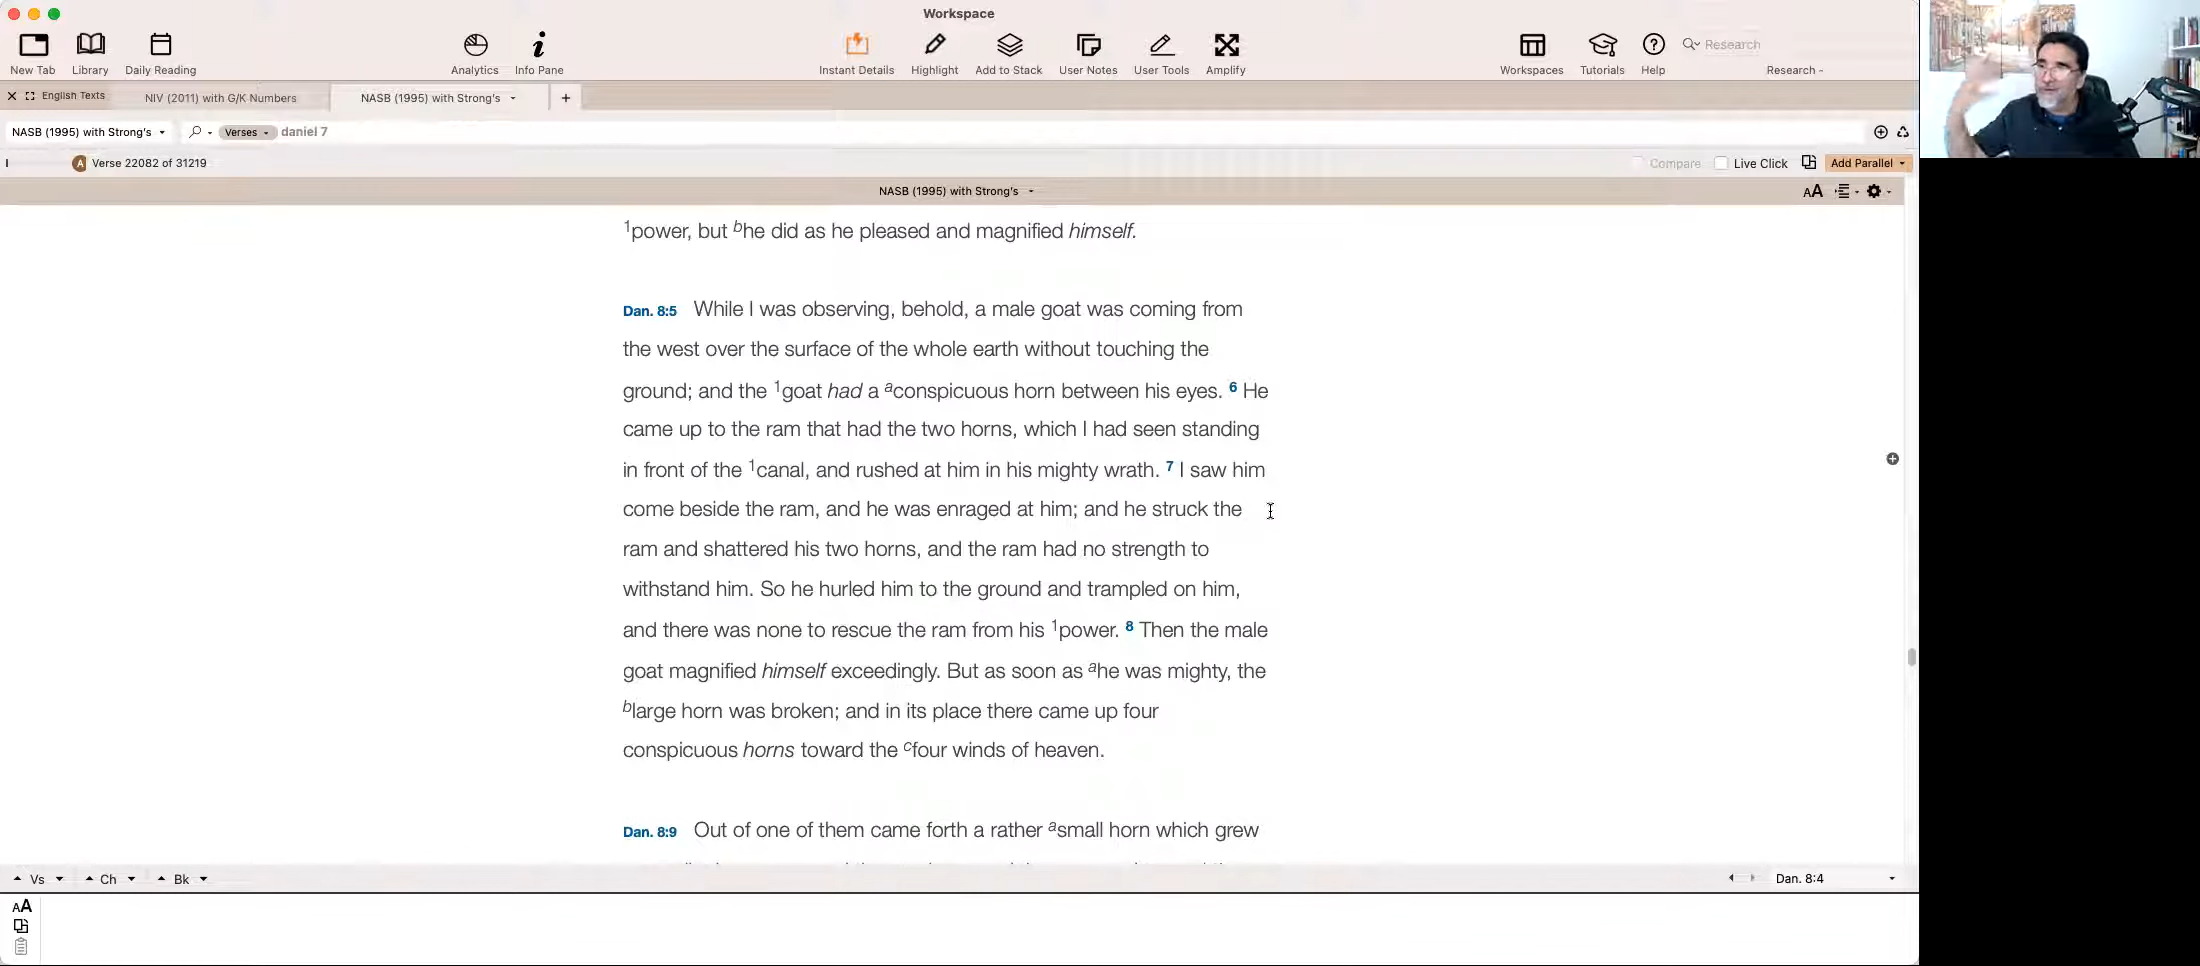 Workspace
New Tab Library Daily Reading Analytics Info Pane Instant Details Highlight Add to Stack User Notes User Tools Amplify Workspaces Tutorials Help Research
Research
English Texts NIV (2011) with G/K Numbers NASB (1995) with Strong's +
NASB (1995) with Strong's Verses daniel 7
A Verse 22082 of 31219 Compare Live Click Add Parallel
NASB (1995) with Strong's AA
1power, but bhe did as he pleased and magnified himself.
Dan. 8:5 While I was observing, behold, a male goat was coming from
the west over the surface of the whole earth without touching the
ground; and the 1goat had a aconspicuous horn between his eyes. 6 He
came up to the ram that had the two horns, which I had seen standing
in front of the 1canal, and rushed at him in his mighty wrath. 7 I saw him
come beside the ram, and he was enraged at him; and he struck the
ram and shattered his two horns, and the ram had no strength to
withstand him. So he hurled him to the ground and trampled on him,
and there was none to rescue the ram from his 1power. 8 Then the male
goat magnified himself exceedingly. But as soon as ahe was mighty, the
blarge horn was broken; and in its place there came up four
conspicuous horns toward the cfour winds of heaven.
Dan. 8:9 Out of one of them came forth a rather asmall horn which grew
Vs Ch Bk Dan. 8:4
AA